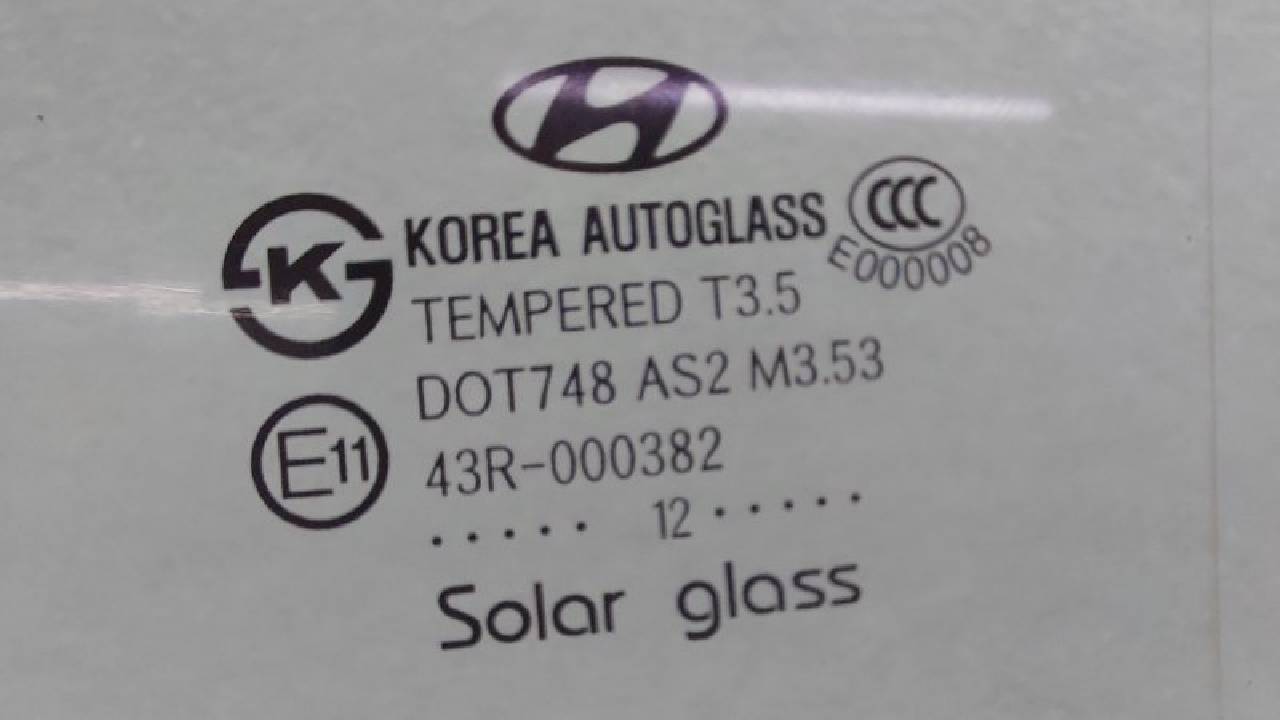 KOREA AUTOGLASS
CCC
E000008
K
TEMPERED T3.5
DOT748 AS2 M3.53
E11
43R-000382
. . . . . 12 . . . . .
Solar glass